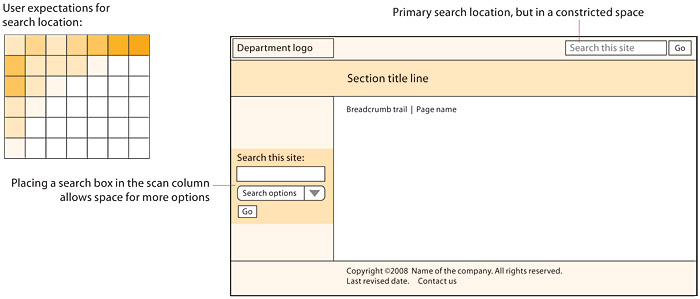 User expectations for
search location:
Primary search location, but in a constricted space
Department logo
Search this site
Go
Section title line
Breadcrumb trail | Page name
Search this site:
Search options
Go
Placing a search box in the scan column
allows space for more options
Copyright ©2008 Name of the company. All rights reserved.
Last revised date. Contact us